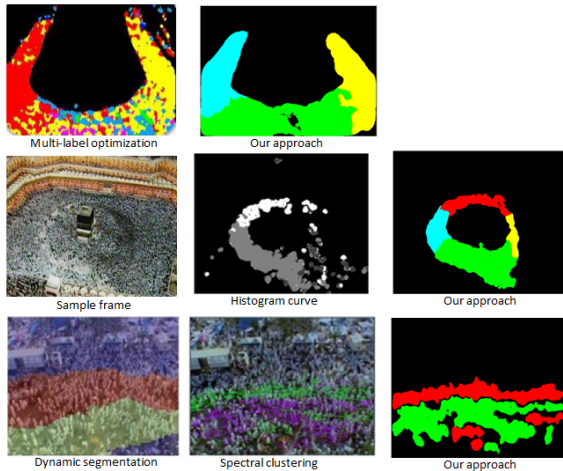 Multi-label optimization
Our approach
Sample frame
Histogram curve
Our approach
Dynamic segmentation
Spectral clustering
Our approach